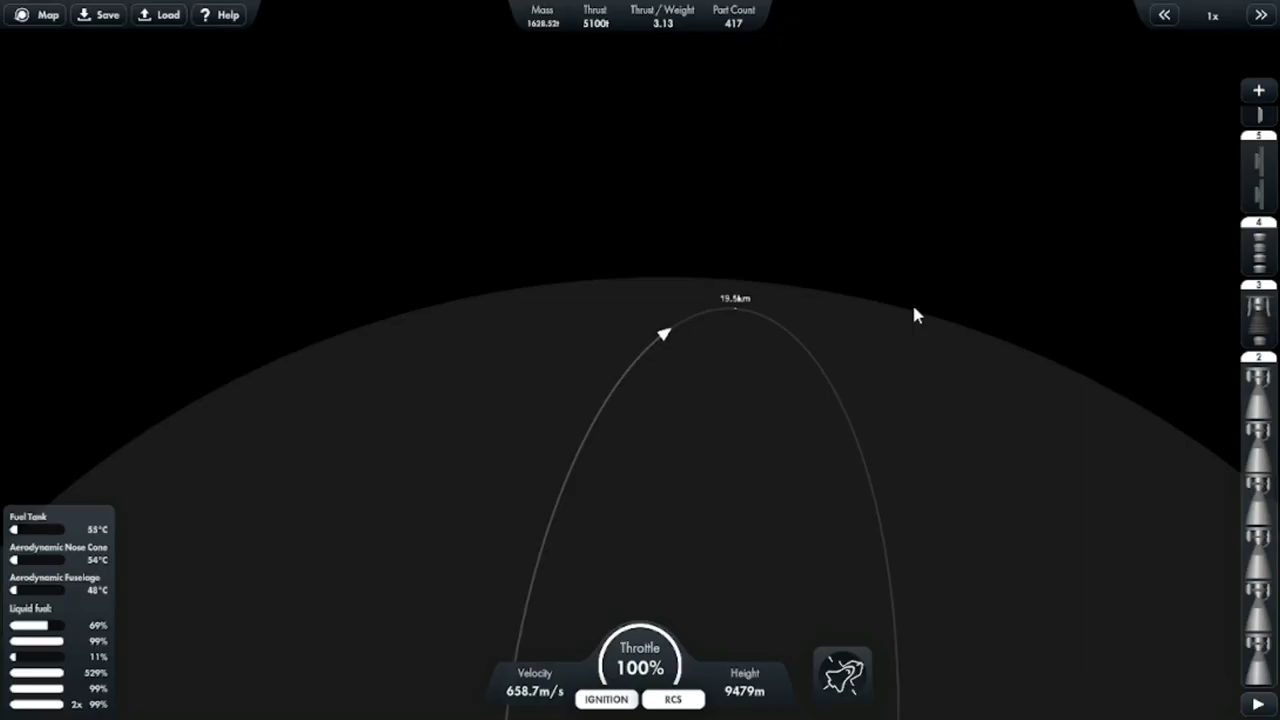 Map
Save
Load
? Help
Mass
1628.52t
Thrust
5100t
Thrust / Weight
3.13
Part Count
417
1x
5
4
3
2
19.5km
Fuel Tank
55°C
Aerodynamic Nose Cone
54°C
Aerodynamic Fuselage
48°C
Liquid fuel:
69%
99%
11%
529%
99%
2x 99%
Throttle
100%
Velocity
658.7m/s
Height
9479m
IGNITION
RCS